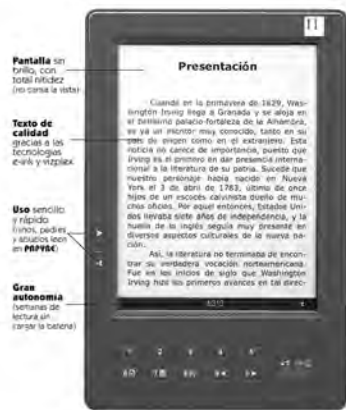 Pantalla sin
brillo, con
total nitidez
(no cansa la vista)
Texto de
calidad
gracias a las
tecnologías
e-ink y vizplex
Uso sencillo
y rápido
(niños, padres
y abuelos leen
en PAPYRE)
Gran
autonomía
(semanas de
lectura sin
cargar la batería)
Presentación
Cuando en la primavera de 1829, Was-
hington Irving llega a Granada y se aloja en
el bellísimo palacio-fortaleza de la Alhambra,
es ya un escritor muy conocido, tanto en su
país de origen como en el extranjero. Esta
noticia no carece de importancia, puesto que
Irving es el primero en dar presencia interna-
cional a la literatura de su patria. Sucede que
nuestro personaje había nacido en Nueva
York el 3 de abril de 1783, último de once
hijos de un escocés calvinista dueño de mu-
chos oficios. Por aquel entonces, Estados Uni-
dos llevaba siete años de independencia, y la
huella de lo inglés seguía muy presente en
diversos aspectos culturales de la nueva na-
ción.
Así, la literatura no terminaba de encon-
trar su verdadera vocación norteamericana.
Fue en los inicios de siglo que Washington
Irving hizo los primeros avances en tal direc-